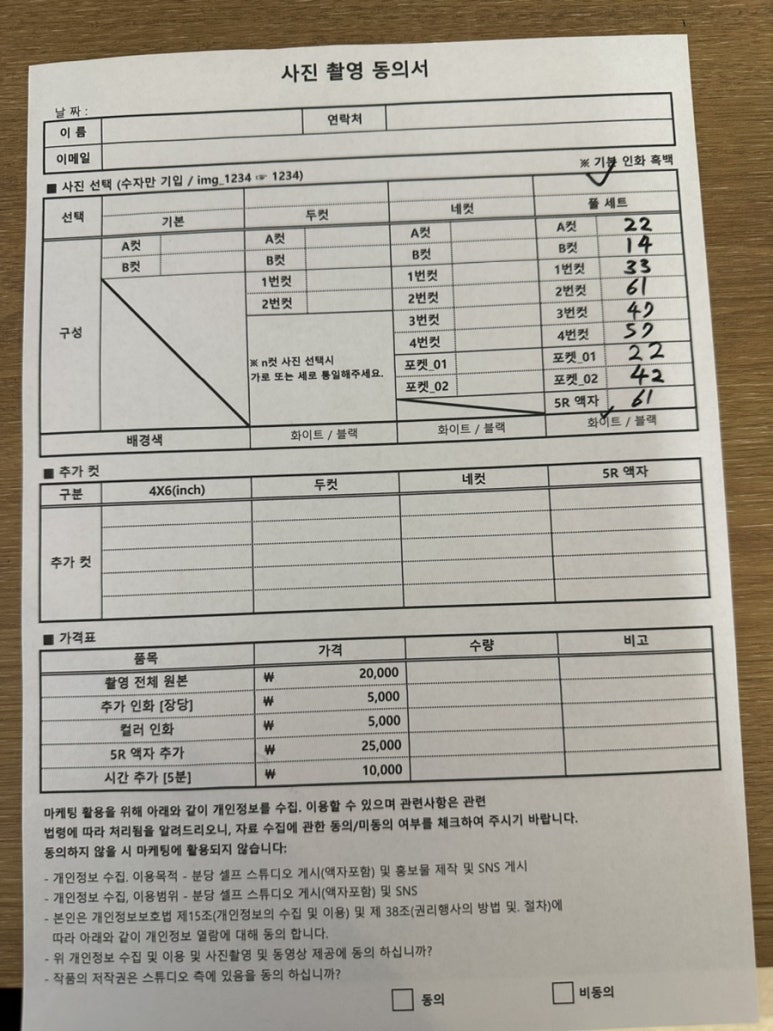 사진 촬영 동의서
날 짜 :
이 름 연락처
이메일
■ 사진 선택 (수자만 기입 / img_1234 ☞ 1234) ※ 기본 인화 흑백
선택 기본 두컷 네컷 ✓ 풀 세트
구성
A컷 A컷 A컷 A컷 22
B컷 B컷 B컷 B컷 14
1번컷 1번컷 1번컷 33
2번컷 2번컷 2번컷 61
3번컷 3번컷
4번컷 4번컷
포켓_01 포켓_01 22
포켓_02 포켓_02 42
5R 액자 61
※ n컷 사진 선택시
가로 또는 세로 통일해주세요.
배경색 화이트 / 블랙 화이트 / 블랙 ✓ 화이트 / 블랙
■ 추가 컷
구분 4X6(inch) 두컷 네컷 5R 액자
추가 컷
■ 가격표
품목 가격 수량 비고
촬영 전체 원본 ₩ 20,000
추가 인화 [장당] ₩ 5,000
컬러 인화 ₩ 5,000
5R 액자 추가 ₩ 25,000
시간 추가 [5분] ₩ 10,000
마케팅 활용을 위해 아래와 같이 개인정보를 수집. 이용할 수 있으며 관련사항은 관련
법령에 따라 처리됨을 알려드리오니, 자료 수집에 관한 동의/미동의 여부를 체크하여 주시기 바랍니다.
동의하지 않을 시 마케팅에 활용되지 않습니다:
- 개인정보 수집. 이용목적 - 분당 셀프 스튜디오 게시(액자포함) 및 홍보물 제작 및 SNS 게시
- 개인정보 수집, 이용범위 - 분당 셀프 스튜디오 게시(액자포함) 및 SNS
- 본인은 개인정보보호법 제15조(개인정보의 수집 및 이용) 및 제 38조(권리행사의 방법 및. 절차)에
따라 아래와 같이 개인정보 열람에 대해 동의 합니다.
- 위 개인정보 수집 및 이용 및 사진촬영 및 동영상 제공에 동의 하십니까?
- 작품의 저작권은 스튜디오 측에 있음을 동의 하십니까?
□ 동의 □ 비동의